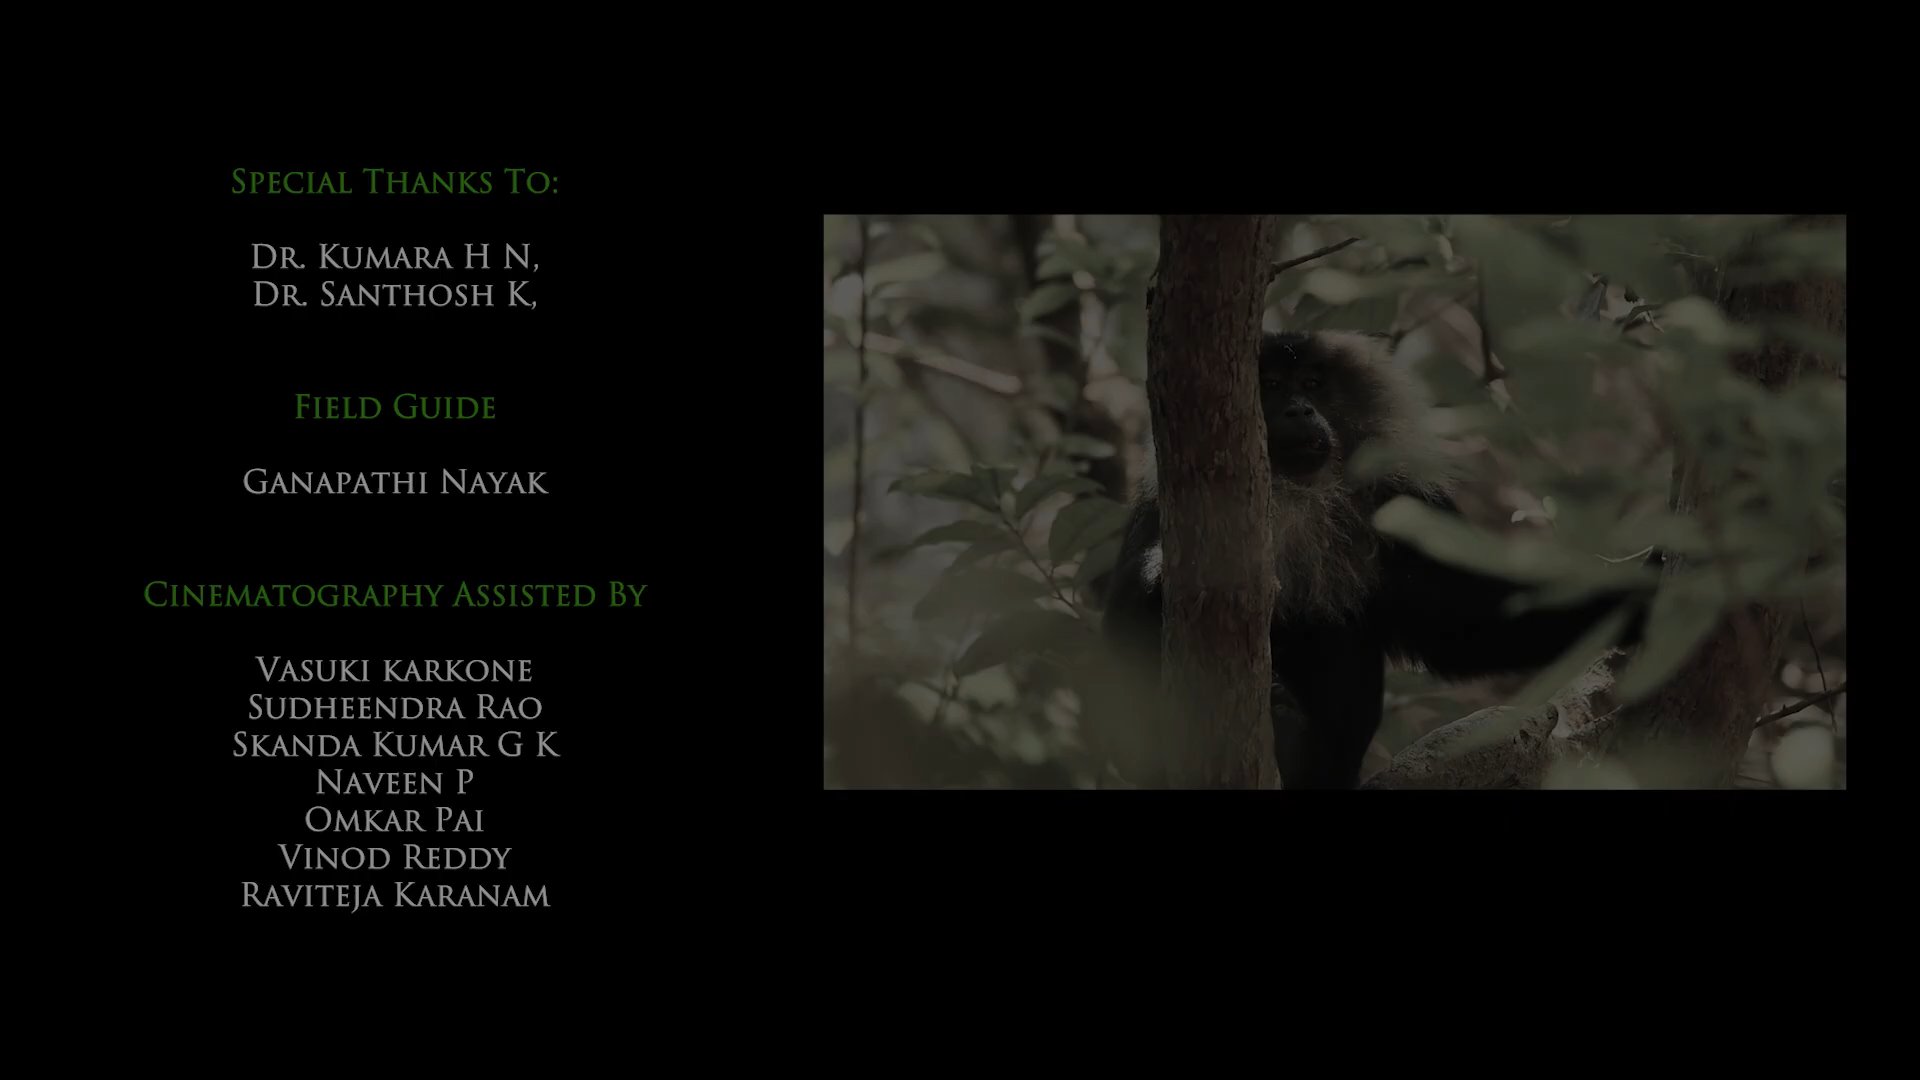 Special Thanks To:
Dr. Kumara H N,
Dr. Santhosh K,
Field Guide
Ganapathi Nayak
Cinematography Assisted By
Vasuki karkone
Sudheendra Rao
Skanda Kumar G K
Naveen P
Omkar Pai
Vinod Reddy
Raviteja Karanam